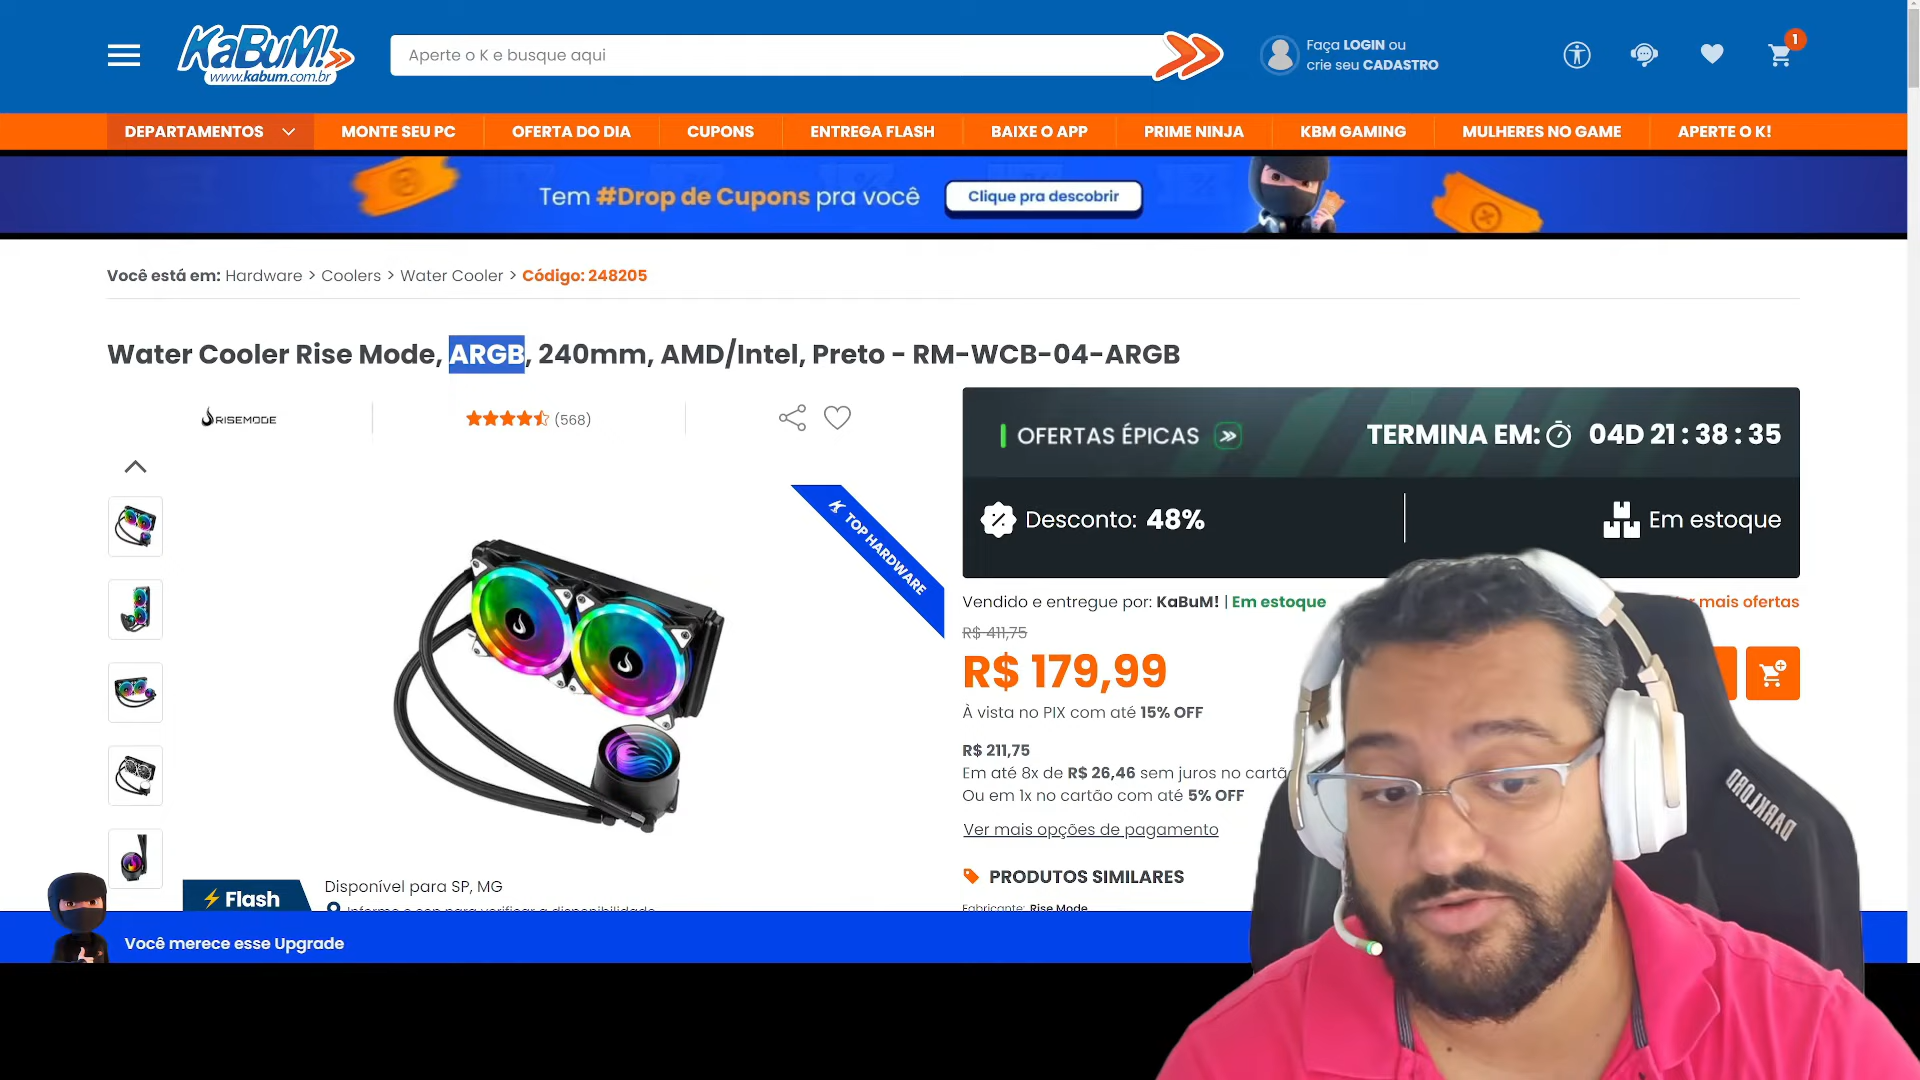 KaBuM!
www.kabum.com.br
Aperte o K e busque aqui
Faça LOGIN ou
crie seu CADASTRO
1
DEPARTAMENTOS
MONTE SEU PC
OFERTA DO DIA
CUPONS
ENTREGA FLASH
BAIXE O APP
PRIME NINJA
KBM GAMING
MULHERES NO GAME
APERTE O K!
Tem #Drop de Cupons pra você
Clique pra descobrir
Você está em: Hardware > Coolers > Water Cooler > Código: 248205
Water Cooler Rise Mode, ARGB, 240mm, AMD/Intel, Preto - RM-WCB-04-ARGB
RISEMODE
(568)
OFERTAS ÉPICAS
TERMINA EM: 04D 21 : 38 : 35
TOP HARDWARE
Desconto: 48%
Em estoque
Vendido e entregue por: KaBuM! | Em estoque
mais ofertas
R$ 411,75
R$ 179,99
À vista no PIX com até 15% OFF
R$ 211,75
Em até 8x de R$ 26,46 sem juros no cartã
Ou em 1x no cartão com até 5% OFF
Ver mais opções de pagamento
PRODUTOS SIMILARES
Fabricante: Rise Mode
Flash
Disponível para SP, MG
Informe o cep para verificar a disponibilidade
Você merece esse Upgrade
DARKLORD